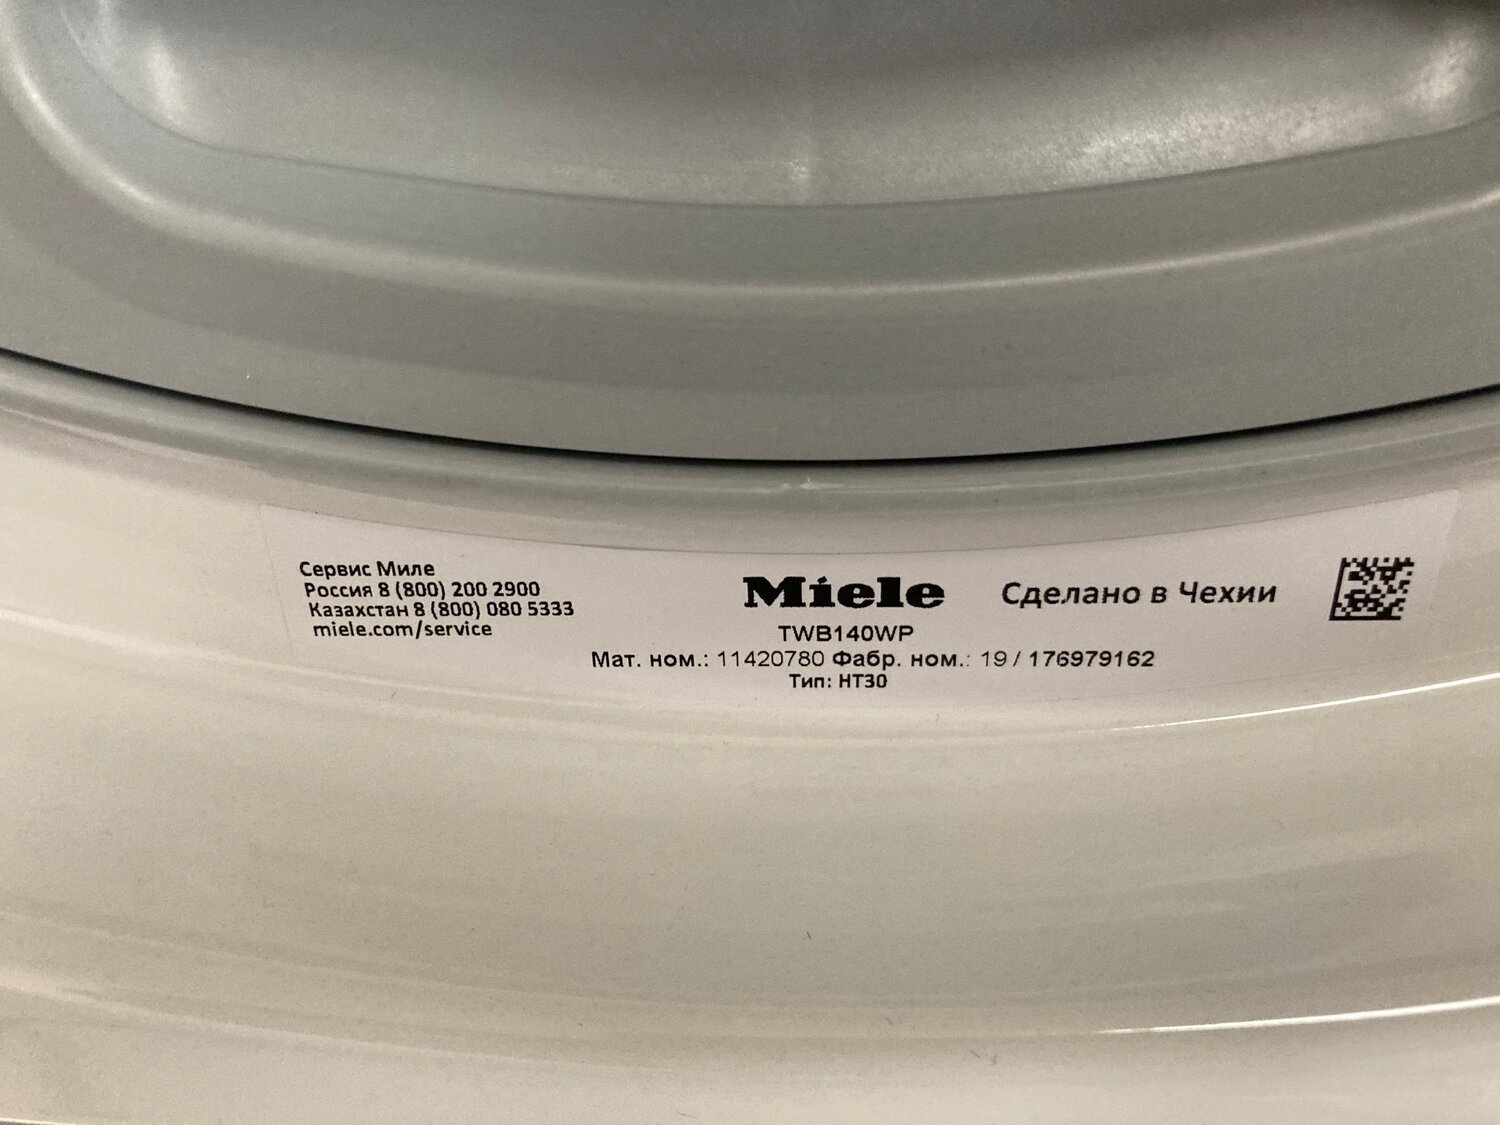 Сервис Миле
Россия 8 (800) 200 2900
Казахстан 8 (800) 080 5333
miele.com/service
Miele
Сделано в Чехии
TWB140WP
Мат. ном.: 11420780 Фабр. ном.: 19 / 176979162
Тип: HT30